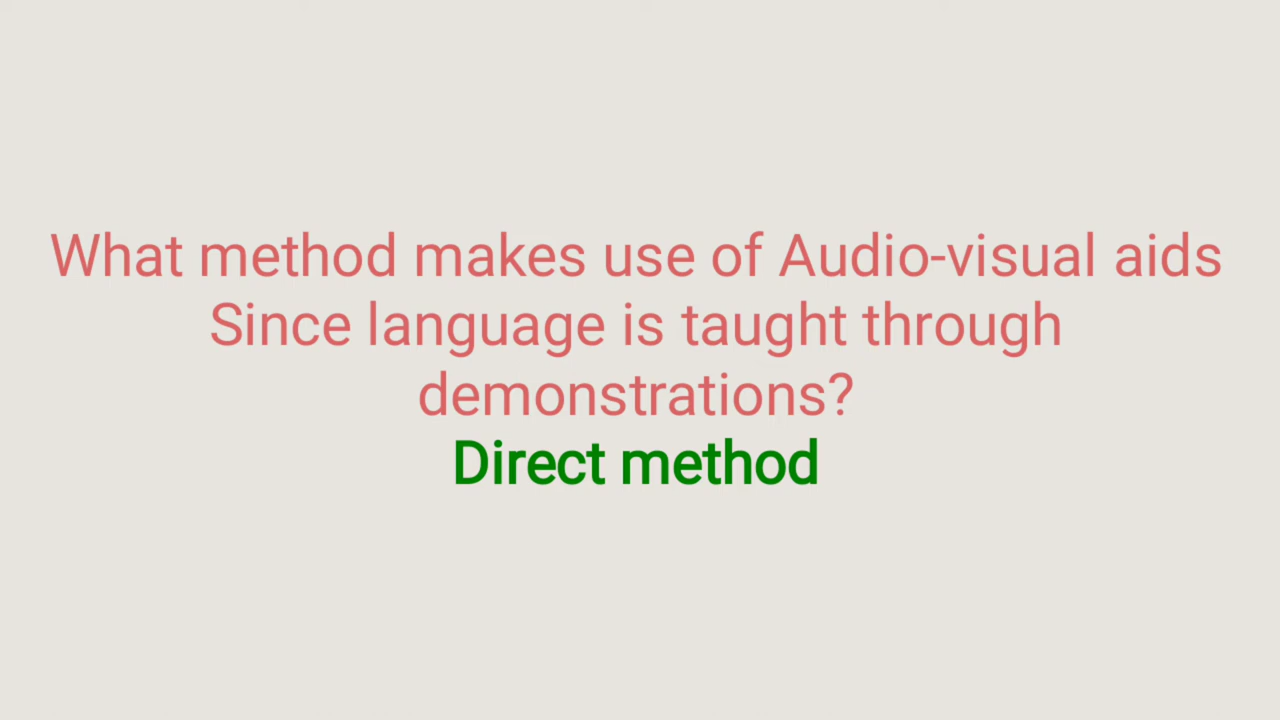 What method makes use of Audio-visual aids
Since language is taught through
demonstrations?
Direct method